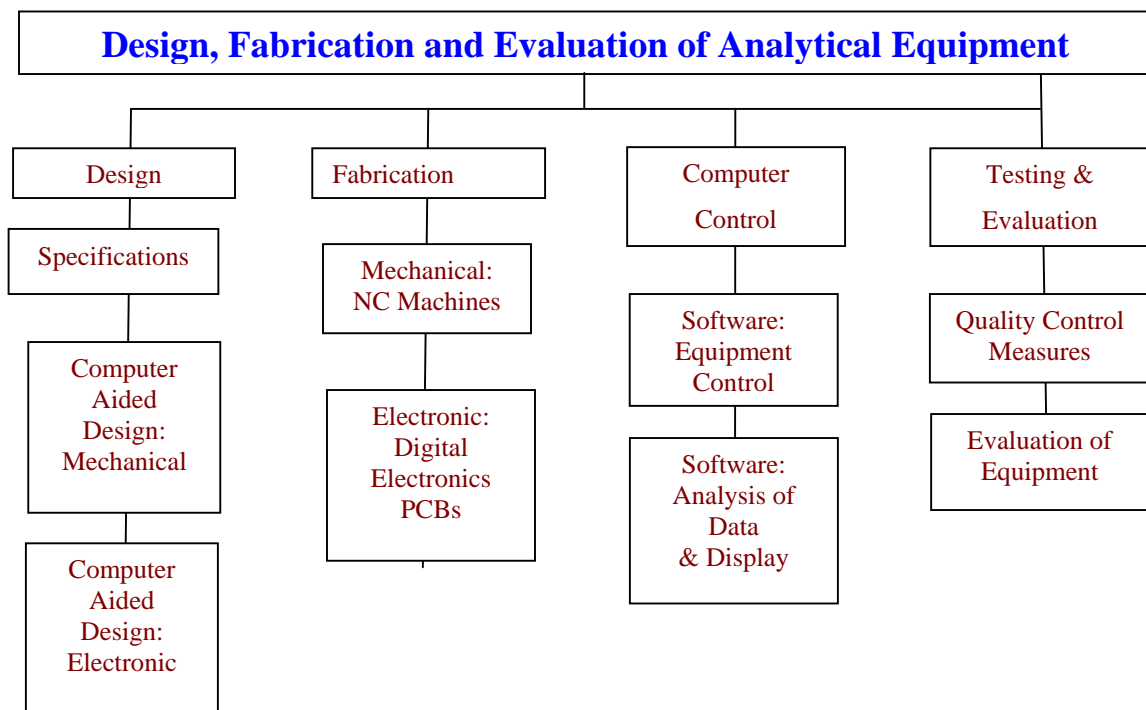 Design, Fabrication and Evaluation of Analytical Equipment
Design
Specifications
Computer
Aided
Design:
Mechanical
Computer
Aided
Design:
Electronic
Fabrication
Mechanical:
NC Machines
Electronic:
Digital
Electronics
PCBs
Computer
Control
Software:
Equipment
Control
Software:
Analysis of
Data
& Display
Testing &
Evaluation
Quality Control
Measures
Evaluation of
Equipment